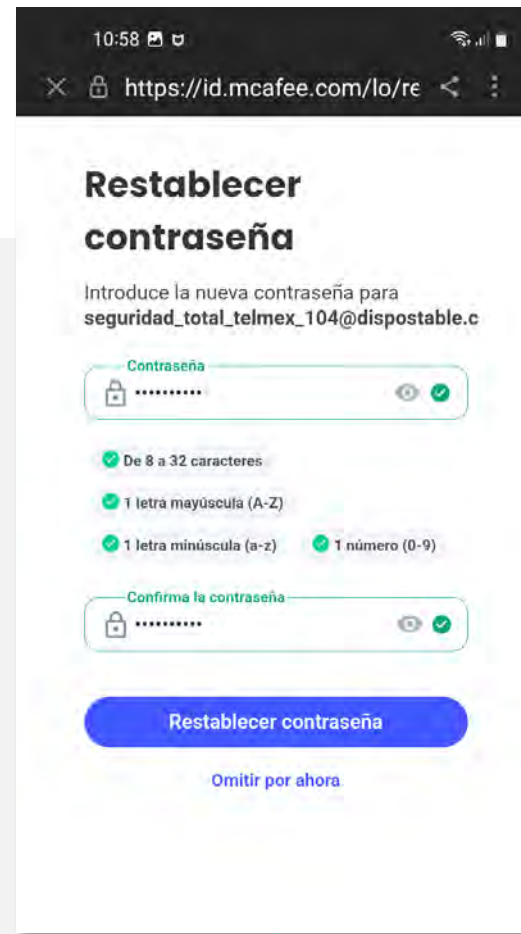 10:58
https://id.mcafee.com/lo/re
Restablecer
contraseña
Introduce la nueva contraseña para
seguridad_total_telmex_104@dispostable.c
Contraseña
••••••••••
De 8 a 32 caracteres
1 letra mayúscula (A-Z)
1 letra minúscula (a-z) 1 número (0-9)
Confirma la contraseña
••••••••••
Restablecer contraseña
Omitir por ahora